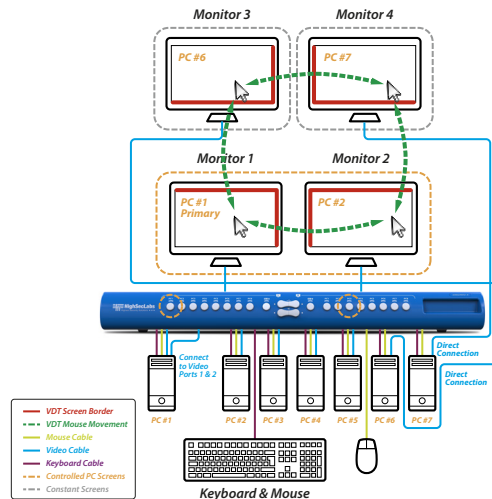 Monitor 3
Monitor 4
PC #6
PC #7
Monitor 1
Monitor 2
PC #1
Primary
PC #2
HighSecLabs
Connect
to Video
Ports 1 & 2
Direct
Connection
Direct
Connection
PC #1
PC #2
PC #3
PC #4
PC #5
PC #6
PC #7
VDT Screen Border
VDT Mouse Movement
Mouse Cable
Video Cable
Keyboard Cable
Controlled PC Screens
Constant Screens
Keyboard & Mouse